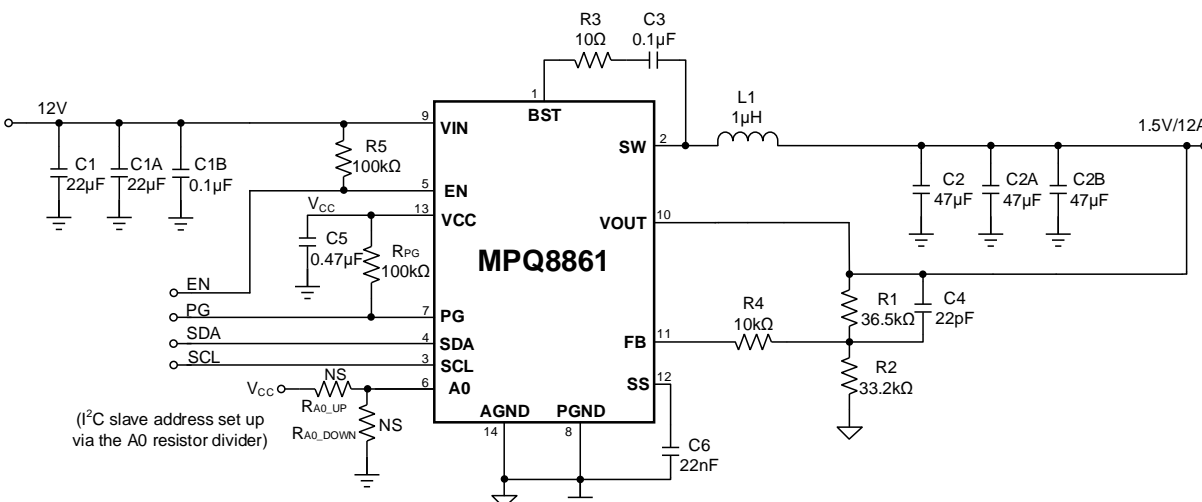 R3
10Ω
C3
0.1µF
1
BST
12V
9
VIN
L1
1µH
2
SW
1.5V/12A
C1
22µF
C1A
22µF
C1B
0.1µF
R5
100kΩ
5
EN
C2
47µF
C2A
47µF
C2B
47µF
VCC
13
VCC
10
VOUT
C5
0.47µF
RPG
100kΩ
MPQ8861
EN
PG
7
PG
R4
10kΩ
R1
36.5kΩ
C4
22pF
11
FB
SDA
4
SDA
SCL
3
SCL
R2
33.2kΩ
12
SS
VCC
NS
6
A0
RA0_UP
(I2C slave address set up
via the A0 resistor divider)
RA0_DOWN
NS
AGND
PGND
14
8
C6
22nF